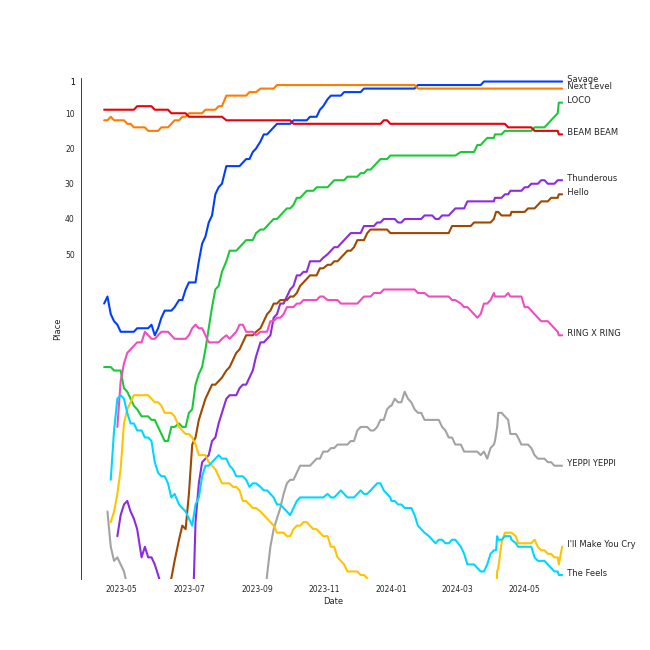 Savage
1
Next Level
LOCO
10
BEAM BEAM
20
Thunderous
30
Hello
40
50
Place
RING X RING
YEPPI YEPPI
I'll Make You Cry
The Feels
2023-05 2023-07 2023-09 2023-11 2024-01 2024-03 2024-05
Date